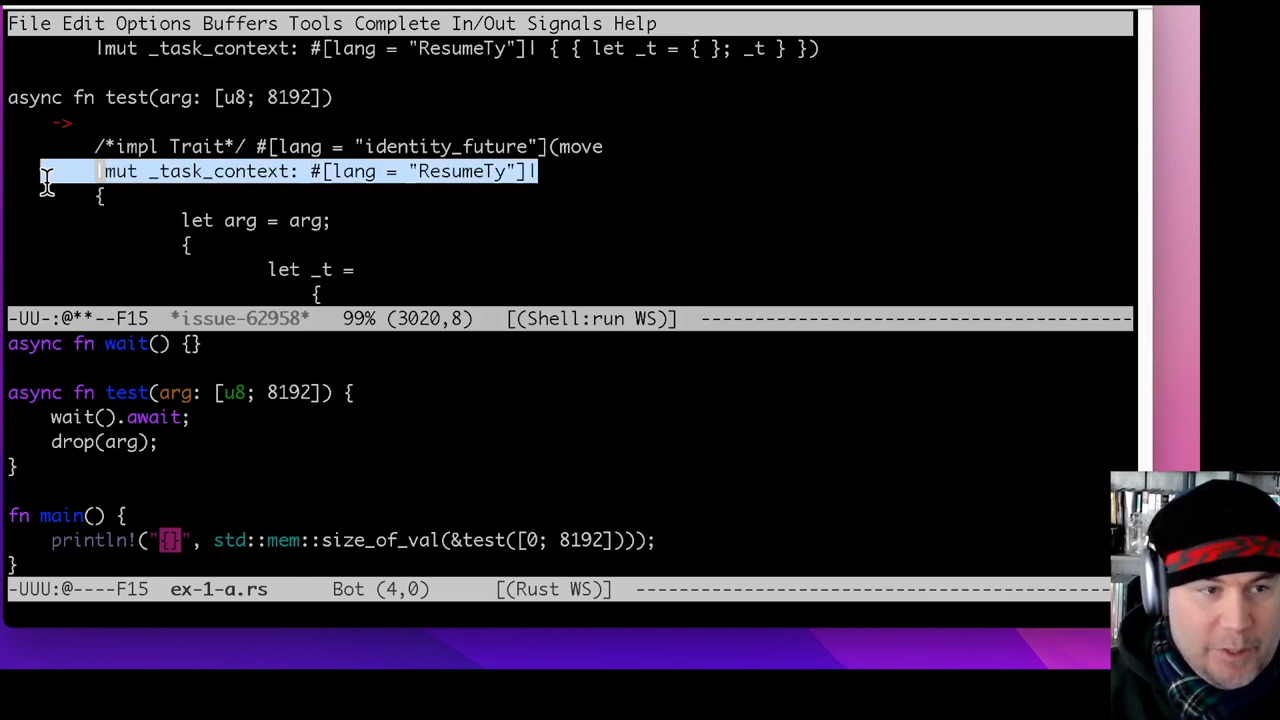 File Edit Options Buffers Tools Complete In/Out Signals Help
|mut _task_context: #[lang = "ResumeTy"]| { { let _t = { }; _t } })
async fn test(arg: [u8; 8192])
->
/*impl Trait*/ #[lang = "identity_future"](move
|mut _task_context: #[lang = "ResumeTy"]|
{
let arg = arg;
{
let _t =
{
-UU-:@**--F15  *issue-62958*  99% (3020,8)  [(Shell:run WS)] --------------------------------------------
async fn wait() {}
async fn test(arg: [u8; 8192]) {
wait().await;
drop(arg);
}
fn main() {
println!("{}", std::mem::size_of_val(&test([0; 8192])));
}
-UUU:@----F15  ex-1-a.rs  Bot (4,0)  [(Rust WS)] --------------------------------------------